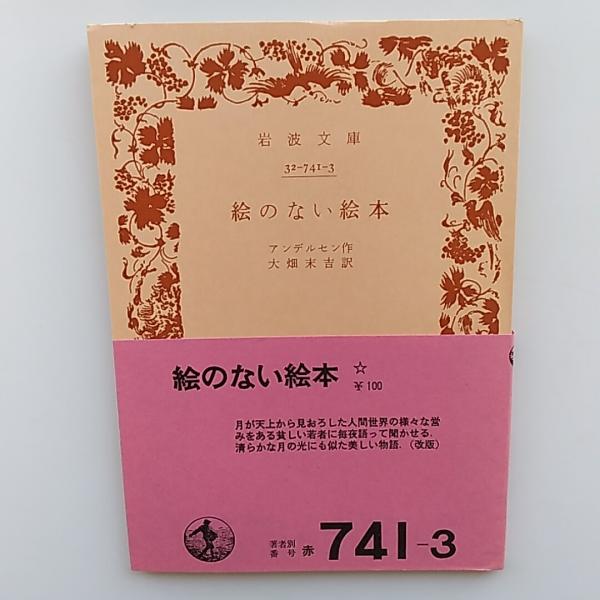 岩波文庫
32-741-3
絵のない絵本
アンデルセン作
大畑末吉訳
絵のない絵本 ☆
¥100
月が天上から見おろした人間世界の様々な営
みをある貧しい若者に毎夜語って聞かせる.
清らかな月の光にも似た美しい物語.（改版）
著者別
番号 赤 741-3